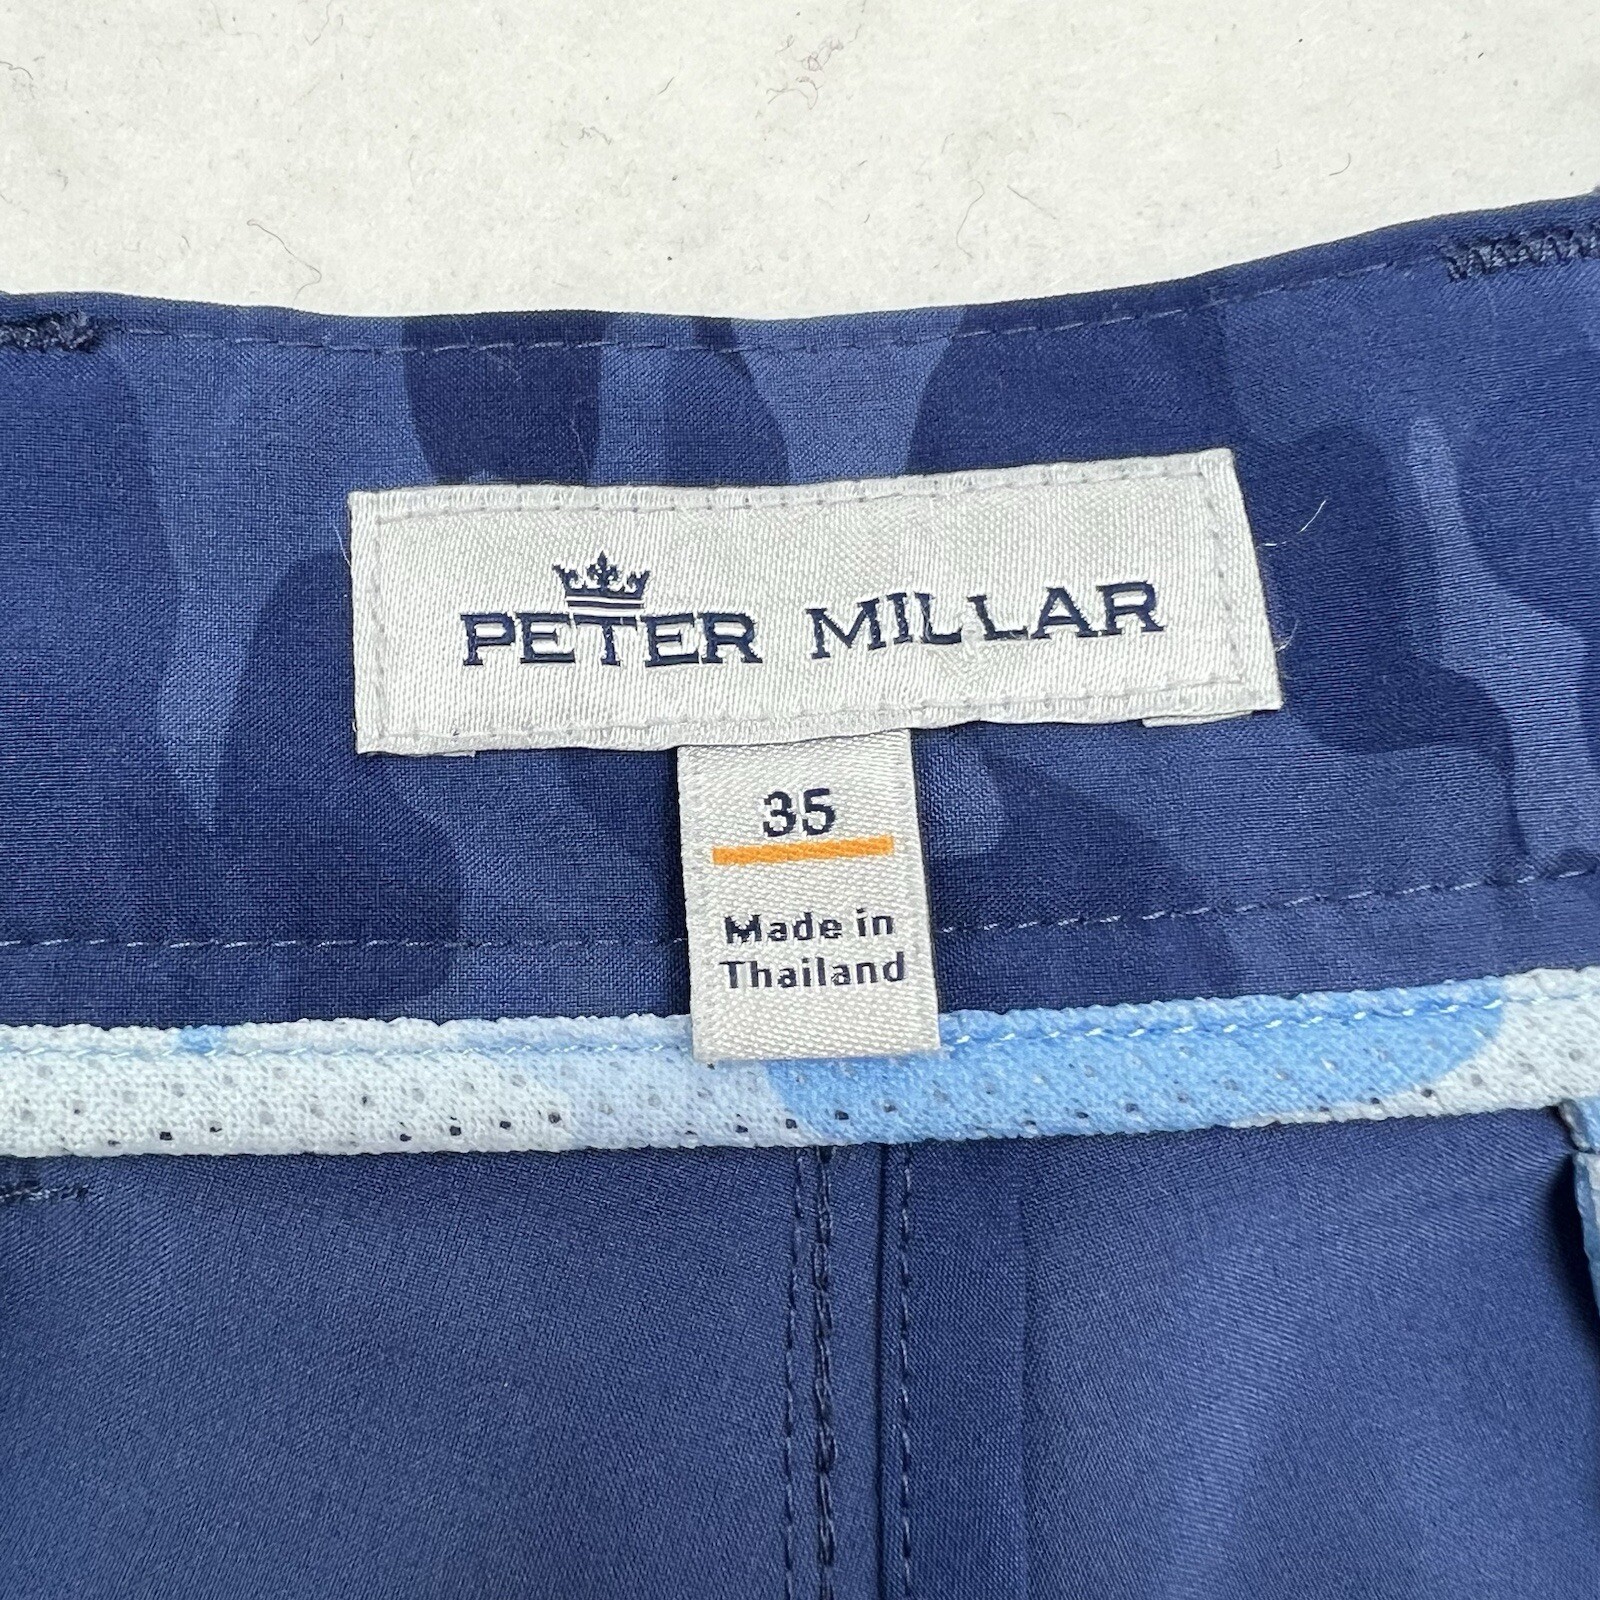 PETER MILLAR
35
Made in
Thailand